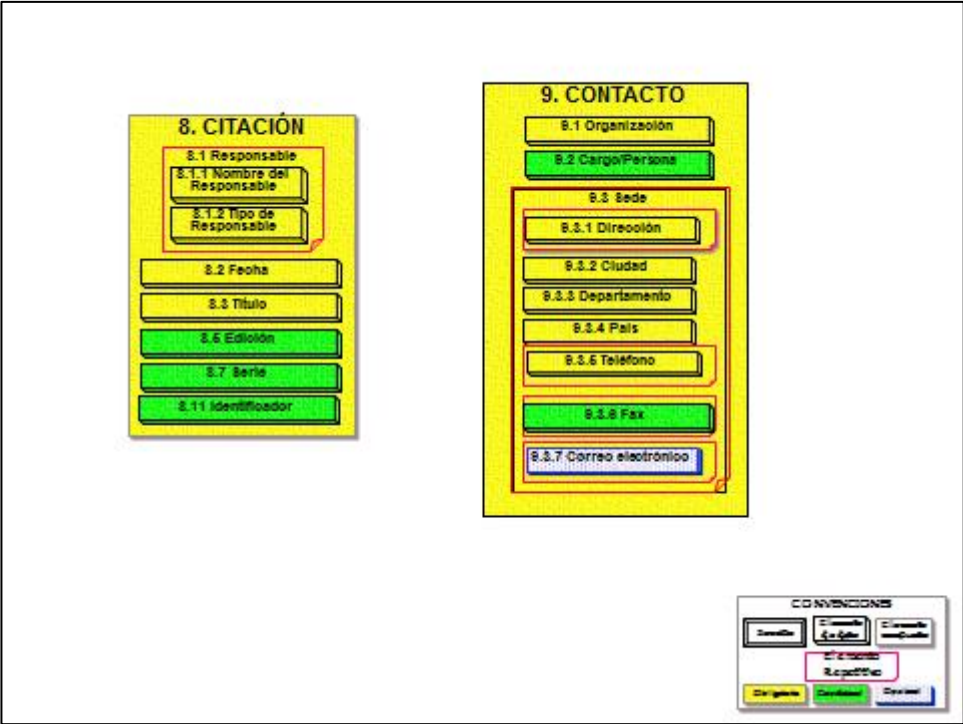 8. CITACIÓN
8.1 Responsable
8.1.1 Nombre del
Responsable
8.1.2 Tipo de
Responsable
8.2 Fecha
8.3 Título
8.6 Edición
8.7 Serie
8.11 Identificador
9. CONTACTO
9.1 Organización
9.2 Cargo/Persona
9.3 Sede
9.3.1 Dirección
9.3.2 Ciudad
9.3.3 Departamento
9.3.4 País
9.3.5 Teléfono
9.3.6 Fax
9.3.7 Correo electrónico
CONVENCIONES
Elemento
Repetitivo
Opcional